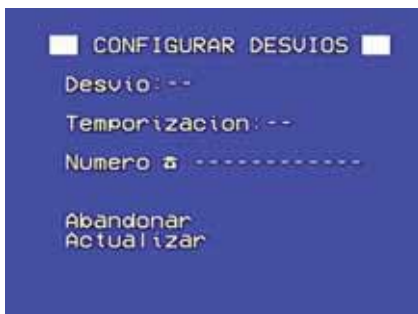 CONFIGURAR DESVIOS
Desvio:--
Temporizacion:--
Numero ☎ ------------
Abandonar
Actualizar